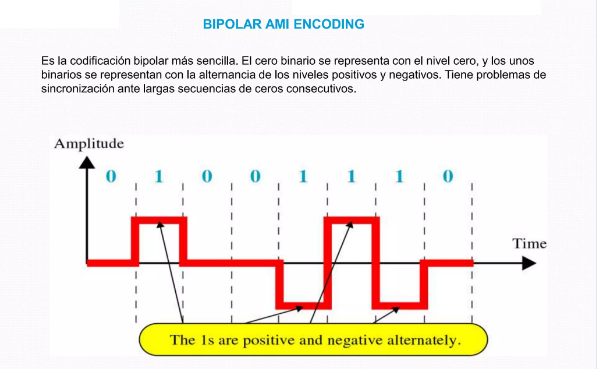 BIPOLAR AMI ENCODING
Es la codificación bipolar más sencilla. El cero binario se representa con el nivel cero, y los unos
binarios se representan con la alternancia de los niveles positivos y negativos. Tiene problemas de
sincronización ante largas secuencias de ceros consecutivos.
Amplitude
0 1 0 0 1 1 1 0
Time
The 1s are positive and negative alternately.